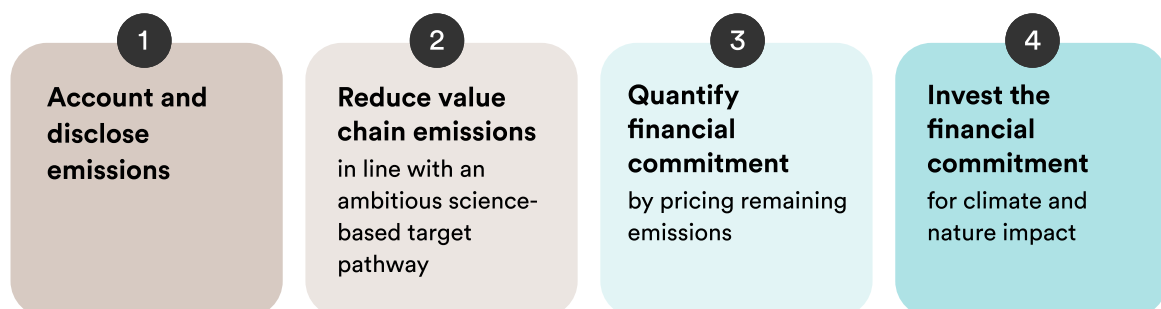 1
Account and
disclose
emissions
2
Reduce value
chain emissions
in line with an
ambitious science-
based target
pathway
3
Quantify
financial
commitment
by pricing remaining
emissions
4
Invest the
financial
commitment
for climate and
nature impact